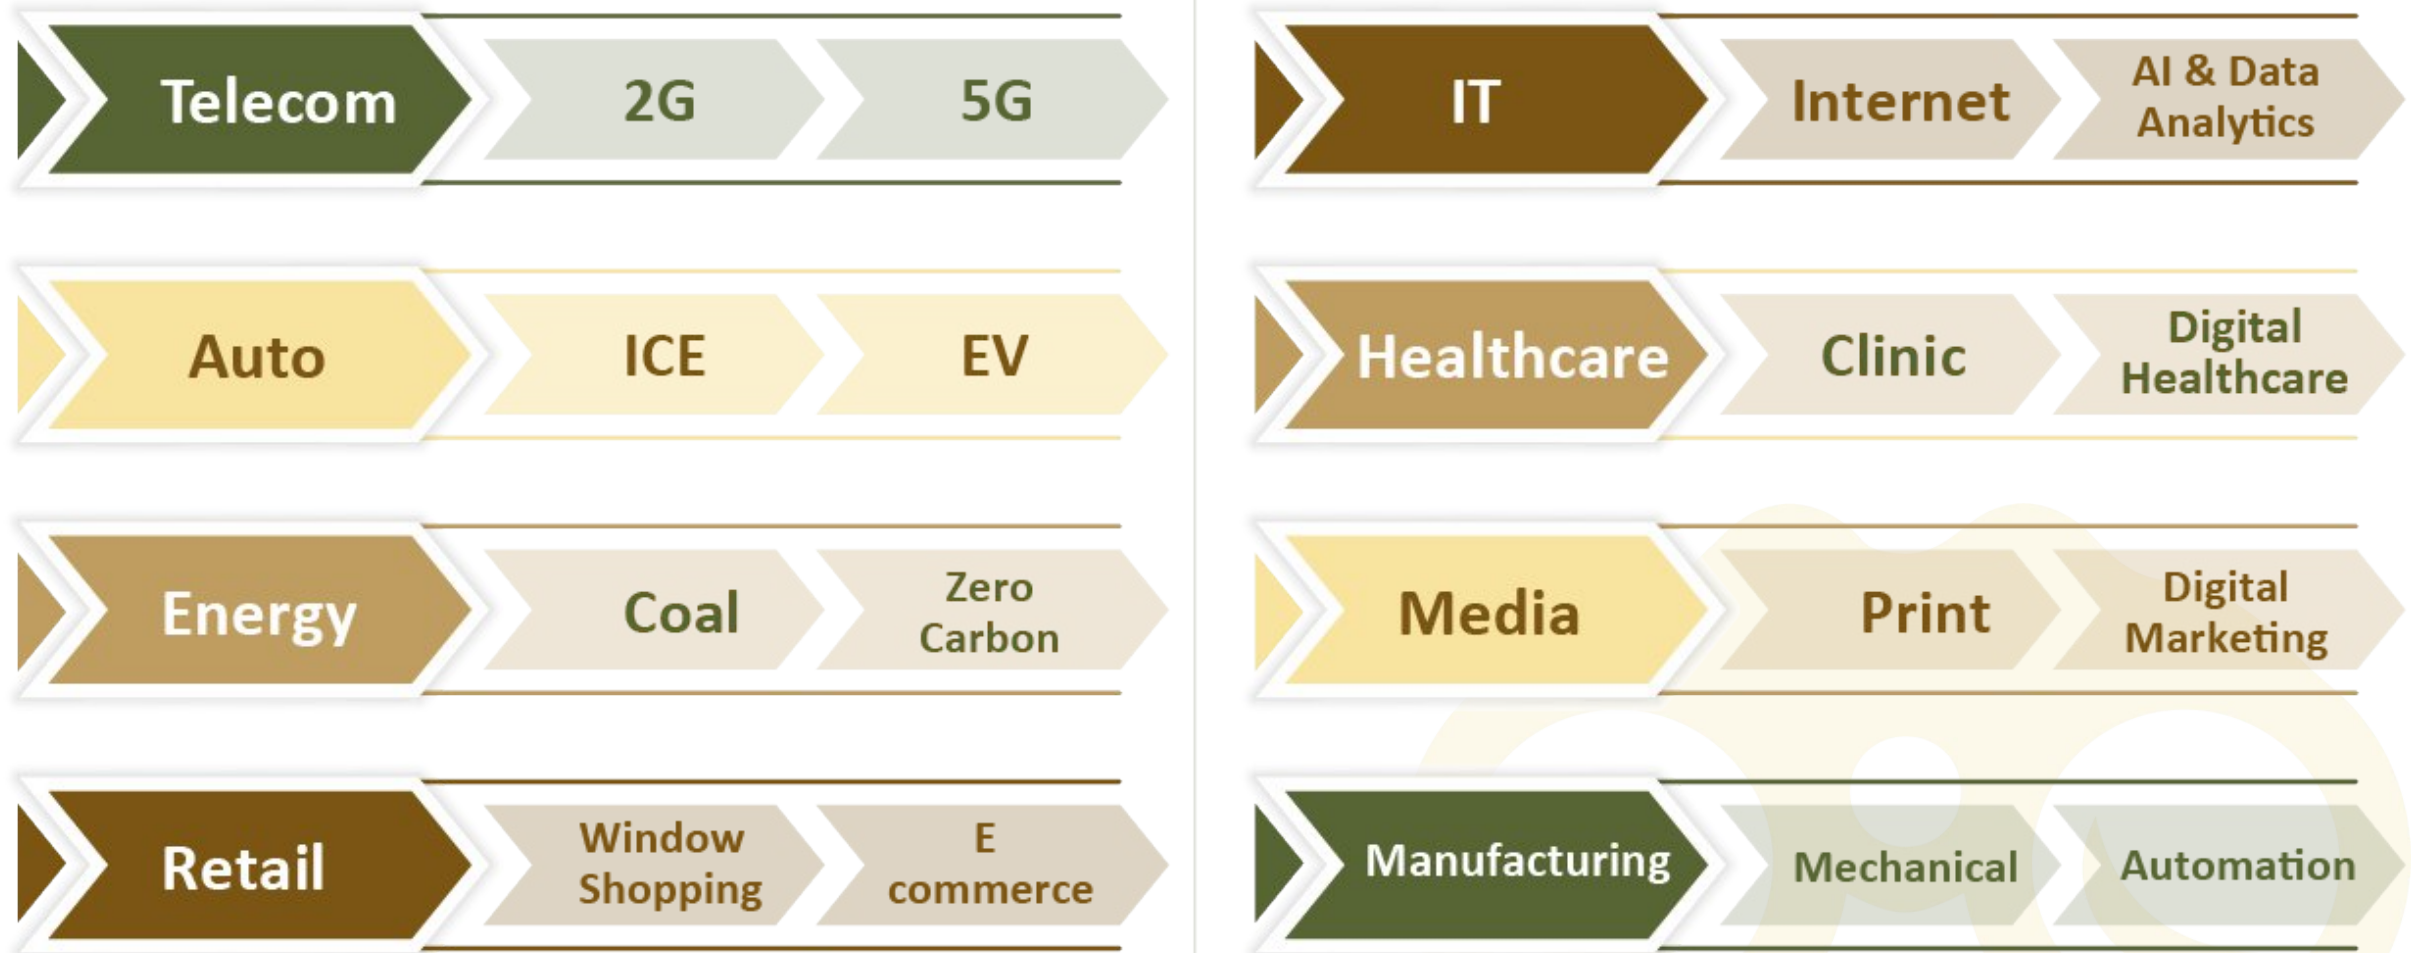 Telecom
2G
5G
Auto
ICE
EV
Energy
Coal
Zero
Carbon
Retail
Window
Shopping
E
commerce
IT
Internet
AI & Data
Analytics
Healthcare
Clinic
Digital
Healthcare
Media
Print
Digital
Marketing
Manufacturing
Mechanical
Automation